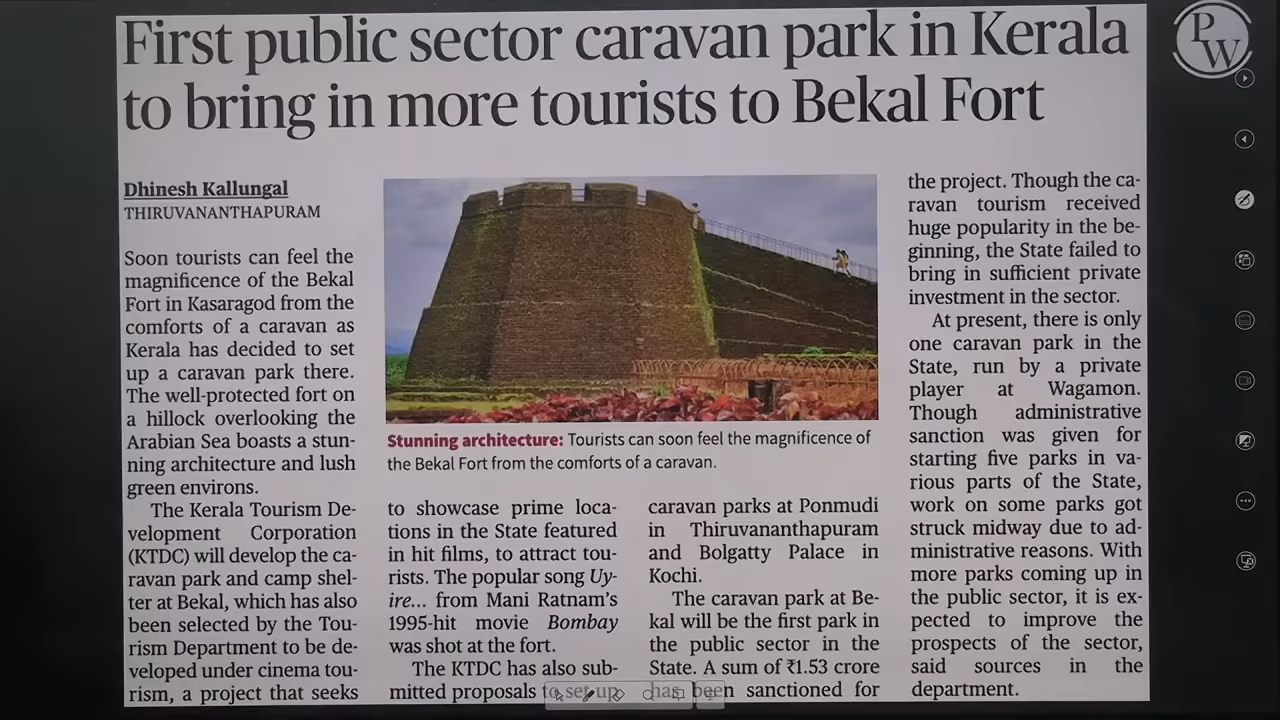 First public sector caravan park in Kerala
to bring in more tourists to Bekal Fort
PW
Dhinesh Kallungal
THIRUVANANTHAPURAM
Soon tourists can feel the
magnificence of the Bekal
Fort in Kasaragod from the
comforts of a caravan as
Kerala has decided to set
up a caravan park there.
The well-protected fort on
a hillock overlooking the
Arabian Sea boasts a stun-
ning architecture and lush
green environs.
The Kerala Tourism De-
velopment Corporation
(KTDC) will develop the ca-
ravan park and camp shel-
ter at Bekal, which has also
been selected by the Tou-
rism Department to be de-
veloped under cinema tou-
rism, a project that seeks
Stunning architecture: Tourists can soon feel the magnificence of
the Bekal Fort from the comforts of a caravan.
to showcase prime loca-
tions in the State featured
in hit films, to attract tou-
rists. The popular song Uy-
ire... from Mani Ratnam's
1995-hit movie Bombay
was shot at the fort.
The KTDC has also sub-
mitted proposals to set up
caravan parks at Ponmudi
in Thiruvananthapuram
and Bolgatty Palace in
Kochi.
The caravan park at Be-
kal will be the first park in
the public sector in the
State. A sum of ₹1.53 crore
has been sanctioned for
the project. Though the ca-
ravan tourism received
huge popularity in the be-
ginning, the State failed to
bring in sufficient private
investment in the sector.
At present, there is only
one caravan park in the
State, run by a private
player at Wagamon.
Though administrative
sanction was given for
starting five parks in va-
rious parts of the State,
work on some parks got
struck midway due to ad-
ministrative reasons. With
more parks coming up in
the public sector, it is ex-
pected to improve the
prospects of the sector,
said sources in the
department.